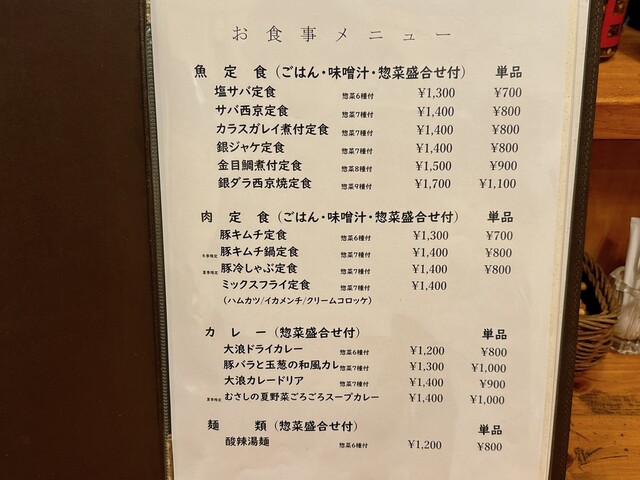 お食事メニュー
魚定食（ごはん・味噌汁・惣菜盛合せ付） 単品
塩サバ定食 惣菜6種付 ¥1,300 ¥700
サバ西京定食 惣菜7種付 ¥1,400 ¥800
カラスガレイ煮付定食 惣菜7種付 ¥1,400 ¥800
銀ジャケ定食 惣菜7種付 ¥1,400 ¥800
金目鯛煮付定食 惣菜8種付 ¥1,500 ¥900
銀ダラ西京焼定食 惣菜9種付 ¥1,700 ¥1,100
肉定食（ごはん・味噌汁・惣菜盛合せ付） 単品
豚キムチ定食 惣菜6種付 ¥1,300 ¥700
冬季限定 豚キムチ鍋定食 惣菜7種付 ¥1,400 ¥800
夏季限定 豚冷しゃぶ定食 惣菜7種付 ¥1,400 ¥800
ミックスフライ定食 惣菜7種付 ¥1,400
（ハムカツ/イカメンチ/クリームコロッケ）
カレー（惣菜盛合せ付） 単品
大浪ドライカレー 惣菜6種付 ¥1,200 ¥800
豚バラと玉葱の和風カレ 惣菜7種付 ¥1,300 ¥1,000
大浪カレードリア 惣菜7種付 ¥1,400 ¥900
夏季限定 むさしの夏野菜ごろごろスープカレー ¥1,400 ¥1,000
麺類（惣菜盛合せ付） 単品
酸辣湯麺 惣菜6種付 ¥1,200 ¥800